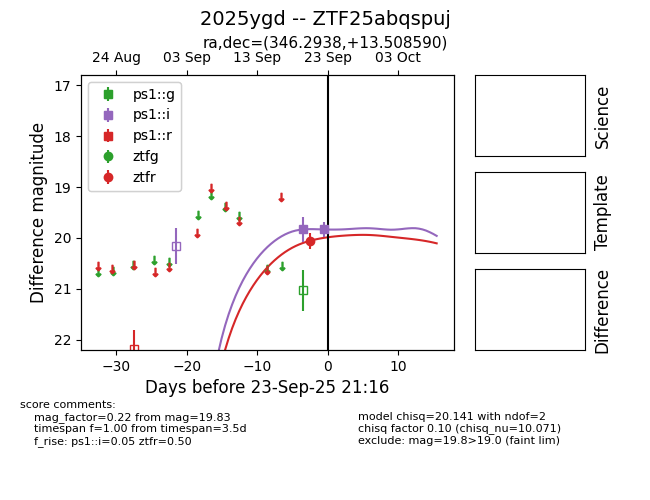 2025ygd -- ZTF25abqspuj
ra,dec=(346.2938,+13.508590)
24 Aug 03 Sep 13 Sep 23 Sep 03 Oct
ps1::g
ps1::i
ps1::r
ztfg
ztfr
17
18
19
20
21
22
Difference magnitude
−30 −20 −10 0 10
Days before 23-Sep-25 21:16
Science
Template
Difference
score comments:
mag_factor=0.22 from mag=19.83
timespan f=1.00 from timespan=3.5d
f_rise: ps1::i=0.05 ztfr=0.50
model chisq=20.141 with ndof=2
chisq factor 0.10 (chisq_nu=10.071)
exclude: mag=19.8>19.0 (faint lim)